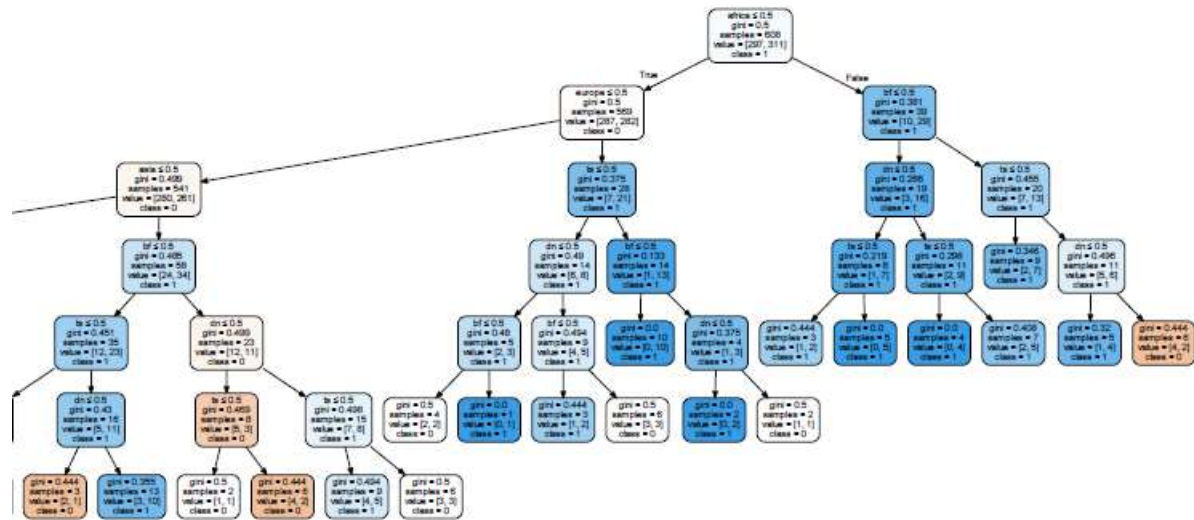 africa ≤ 0.5
gini = 0.5
samples = 608
value = [297, 311]
class = 1
True
False
europe ≤ 0.5
gini = 0.5
samples = 569
value = [287, 282]
class = 0
bf ≤ 0.5
gini = 0.381
samples = 39
value = [10, 29]
class = 1
asia ≤ 0.5
gini = 0.499
samples = 541
value = [280, 261]
class = 0
ts ≤ 0.5
gini = 0.375
samples = 28
value = [7, 21]
class = 1
dn ≤ 0.5
gini = 0.266
samples = 19
value = [3, 16]
class = 1
ts ≤ 0.5
gini = 0.455
samples = 20
value = [7, 13]
class = 1
bf ≤ 0.5
gini = 0.485
samples = 58
value = [24, 34]
class = 1
dn ≤ 0.5
gini = 0.49
samples = 14
value = [6, 8]
class = 1
bf ≤ 0.5
gini = 0.133
samples = 14
value = [1, 13]
class = 1
ts ≤ 0.5
gini = 0.219
samples = 8
value = [1, 7]
class = 1
ts ≤ 0.5
gini = 0.298
samples = 11
value = [2, 9]
class = 1
gini = 0.346
samples = 9
value = [2, 7]
class = 1
dn ≤ 0.5
gini = 0.496
samples = 11
value = [5, 6]
class = 1
ts ≤ 0.5
gini = 0.451
samples = 35
value = [12, 23]
class = 1
dn ≤ 0.5
gini = 0.499
samples = 23
value = [12, 11]
class = 0
bf ≤ 0.5
gini = 0.48
samples = 5
value = [2, 3]
class = 1
bf ≤ 0.5
gini = 0.494
samples = 9
value = [4, 5]
class = 1
gini = 0.0
samples = 10
value = [0, 10]
class = 1
dn ≤ 0.5
gini = 0.375
samples = 4
value = [1, 3]
class = 1
gini = 0.444
samples = 3
value = [1, 2]
class = 1
gini = 0.0
samples = 5
value = [0, 5]
class = 1
gini = 0.0
samples = 4
value = [0, 4]
class = 1
gini = 0.408
samples = 7
value = [2, 5]
class = 1
gini = 0.32
samples = 5
value = [1, 4]
class = 1
gini = 0.444
samples = 6
value = [4, 2]
class = 0
dn ≤ 0.5
gini = 0.43
samples = 16
value = [5, 11]
class = 1
ts ≤ 0.5
gini = 0.469
samples = 8
value = [5, 3]
class = 0
ts ≤ 0.5
gini = 0.498
samples = 15
value = [7, 8]
class = 1
gini = 0.5
samples = 4
value = [2, 2]
class = 0
gini = 0.0
samples = 1
value = [0, 1]
class = 1
gini = 0.444
samples = 3
value = [1, 2]
class = 1
gini = 0.5
samples = 6
value = [3, 3]
class = 0
gini = 0.0
samples = 2
value = [0, 2]
class = 1
gini = 0.5
samples = 2
value = [1, 1]
class = 0
gini = 0.444
samples = 3
value = [2, 1]
class = 0
gini = 0.355
samples = 13
value = [3, 10]
class = 1
gini = 0.5
samples = 2
value = [1, 1]
class = 0
gini = 0.444
samples = 6
value = [4, 2]
class = 0
gini = 0.494
samples = 9
value = [4, 5]
class = 1
gini = 0.5
samples = 6
value = [3, 3]
class = 0